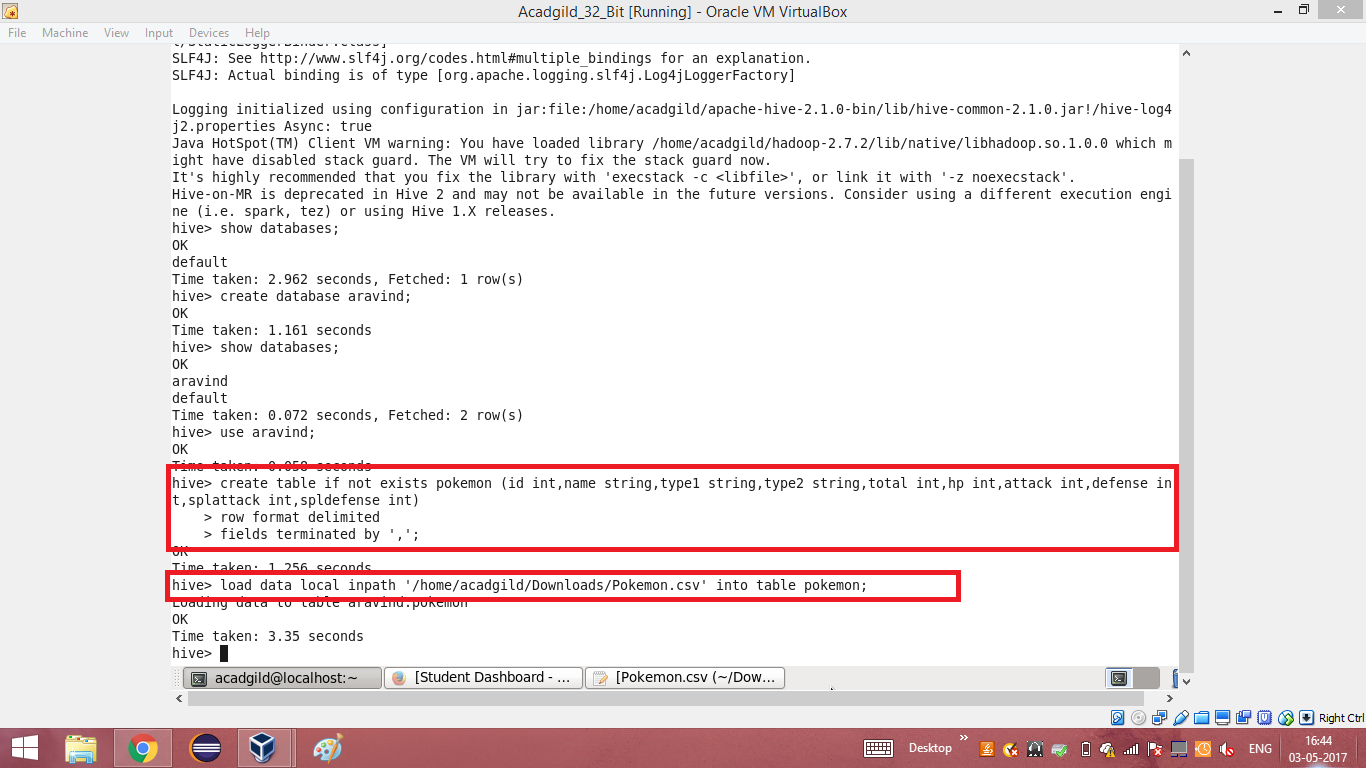 Acadgild_32_Bit [Running] - Oracle VM VirtualBox
File Machine View Input Devices Help
t/StaticLoggerBinder.class]
SLF4J: See http://www.slf4j.org/codes.html#multiple_bindings for an explanation.
SLF4J: Actual binding is of type [org.apache.logging.slf4j.Log4jLoggerFactory]
Logging initialized using configuration in jar:file:/home/acadgild/apache-hive-2.1.0-bin/lib/hive-common-2.1.0.jar!/hive-log4
j2.properties Async: true
Java HotSpot(TM) Client VM warning: You have loaded library /home/acadgild/hadoop-2.7.2/lib/native/libhadoop.so.1.0.0 which m
ight have disabled stack guard. The VM will try to fix the stack guard now.
It's highly recommended that you fix the library with 'execstack -c <libfile>', or link it with '-z noexecstack'.
Hive-on-MR is deprecated in Hive 2 and may not be available in the future versions. Consider using a different execution engi
ne (i.e. spark, tez) or using Hive 1.X releases.
hive> show databases;
OK
default
Time taken: 2.962 seconds, Fetched: 1 row(s)
hive> create database aravind;
OK
Time taken: 1.161 seconds
hive> show databases;
OK
aravind
default
Time taken: 0.072 seconds, Fetched: 2 row(s)
hive> use aravind;
OK
Time taken: 0.058 seconds
hive> create table if not exists pokemon (id int,name string,type1 string,type2 string,total int,hp int,attack int,defense in
t,splattack int,spldefense int)
> row format delimited
> fields terminated by ',';
OK
Time taken: 1.256 seconds
hive> load data local inpath '/home/acadgild/Downloads/Pokemon.csv' into table pokemon;
Loading data to table aravind.pokemon
OK
Time taken: 3.35 seconds
hive>
acadgild@localhost:~ [Student Dashboard - ... [Pokemon.csv (~/Dow...
Right Ctrl
Desktop » ENG 16:44
03-05-2017